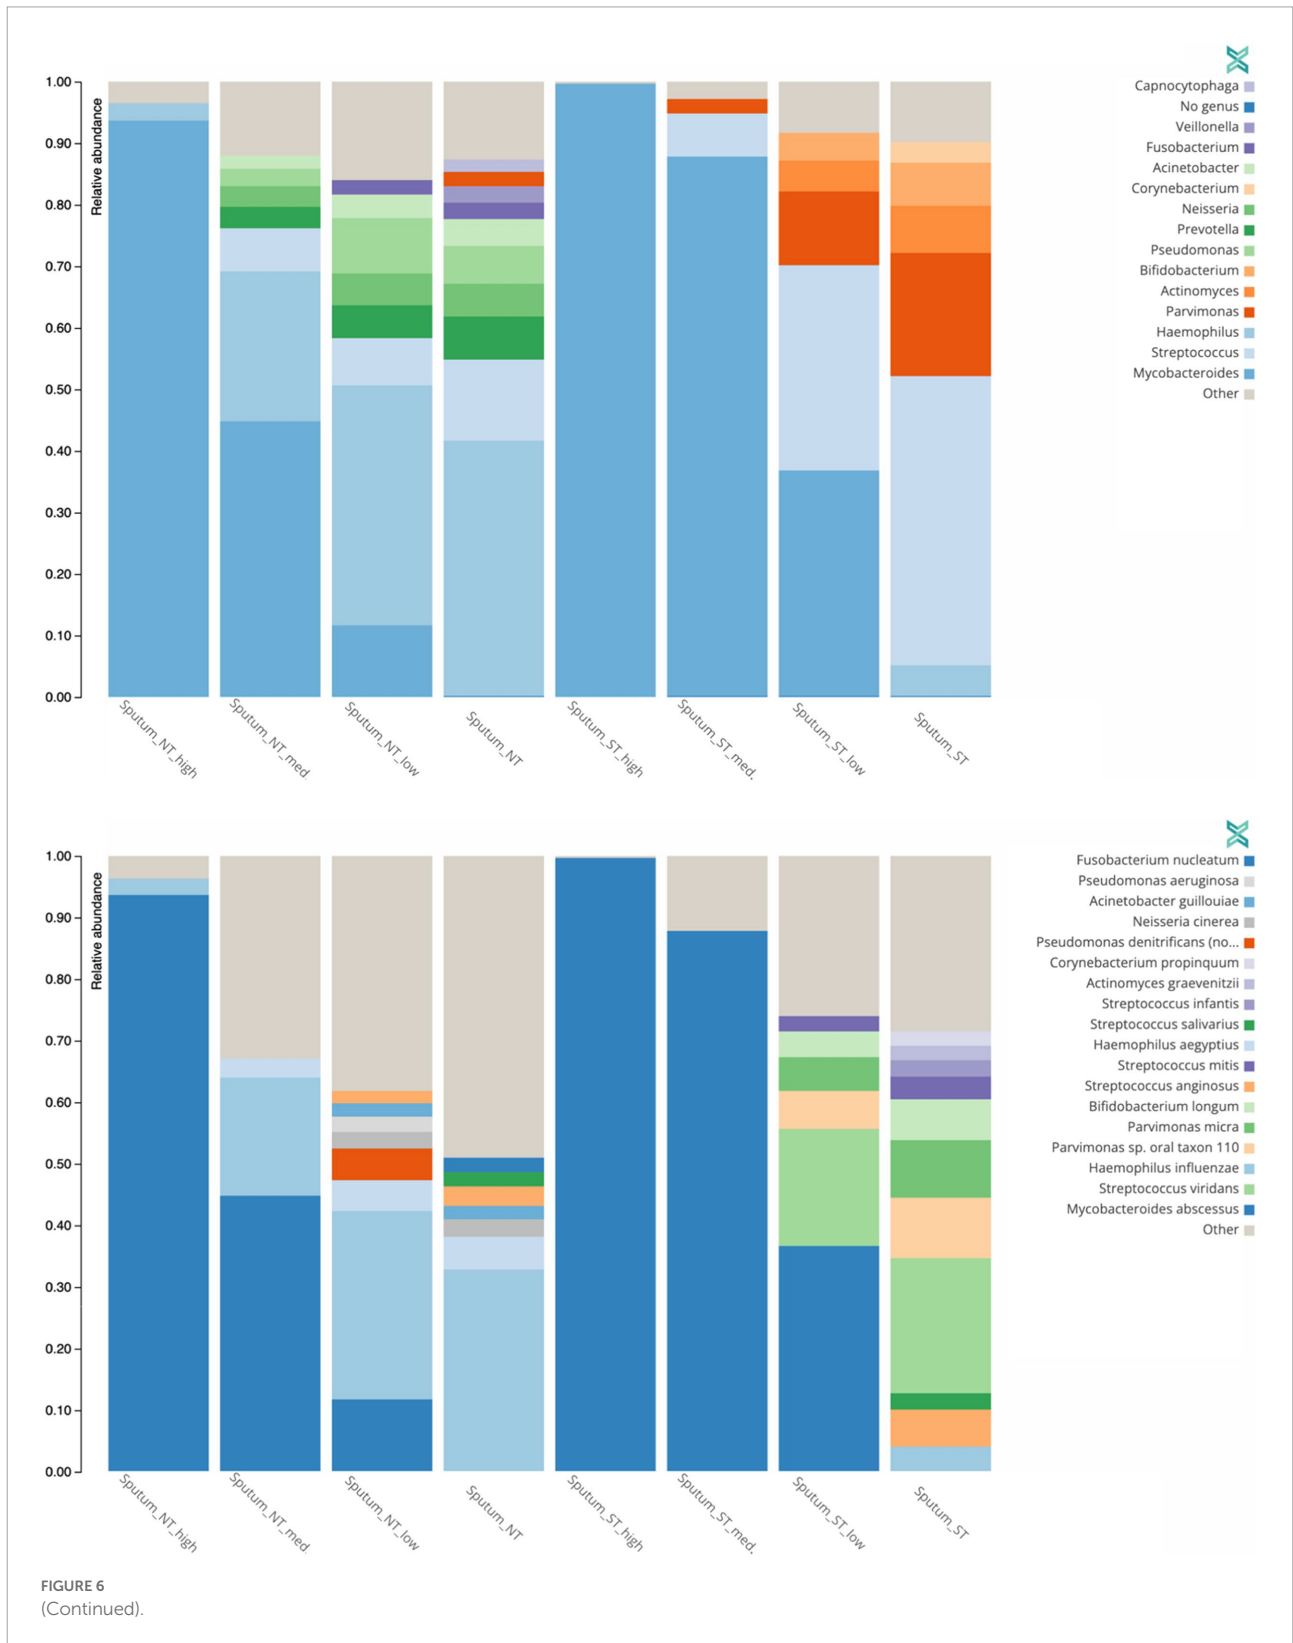 1.00
0.90
0.80
0.70
0.60
0.50
0.40
0.30
0.20
0.10
0.00
Relative abundance
Sputum_NT_high
Sputum_NT_med.
Sputum_NT_low
Sputum_NT
Sputum_ST_high
Sputum_ST_med.
Sputum_ST_low
Sputum_ST
Capnocytophaga
No genus
Veillonella
Fusobacterium
Acinetobacter
Corynebacterium
Neisseria
Prevotella
Pseudomonas
Bifidobacterium
Actinomyces
Parvimonas
Haemophilus
Streptococcus
Mycobacteroides
Other
1.00
0.90
0.80
0.70
0.60
0.50
0.40
0.30
0.20
0.10
0.00
Relative abundance
Sputum_NT_high
Sputum_NT_med.
Sputum_NT_low
Sputum_NT
Sputum_ST_high
Sputum_ST_med.
Sputum_ST_low
Sputum_ST
Fusobacterium nucleatum
Pseudomonas aeruginosa
Acinetobacter guillouiae
Neisseria cinerea
Pseudomonas denitrificans (no...
Corynebacterium propinquum
Actinomyces graevenitzii
Streptococcus infantis
Streptococcus salivarius
Haemophilus aegyptius
Streptococcus mitis
Streptococcus anginosus
Bifidobacterium longum
Parvimonas micra
Parvimonas sp. oral taxon 110
Haemophilus influenzae
Streptococcus viridans
Mycobacteroides abscessus
Other
FIGURE 6
(Continued).